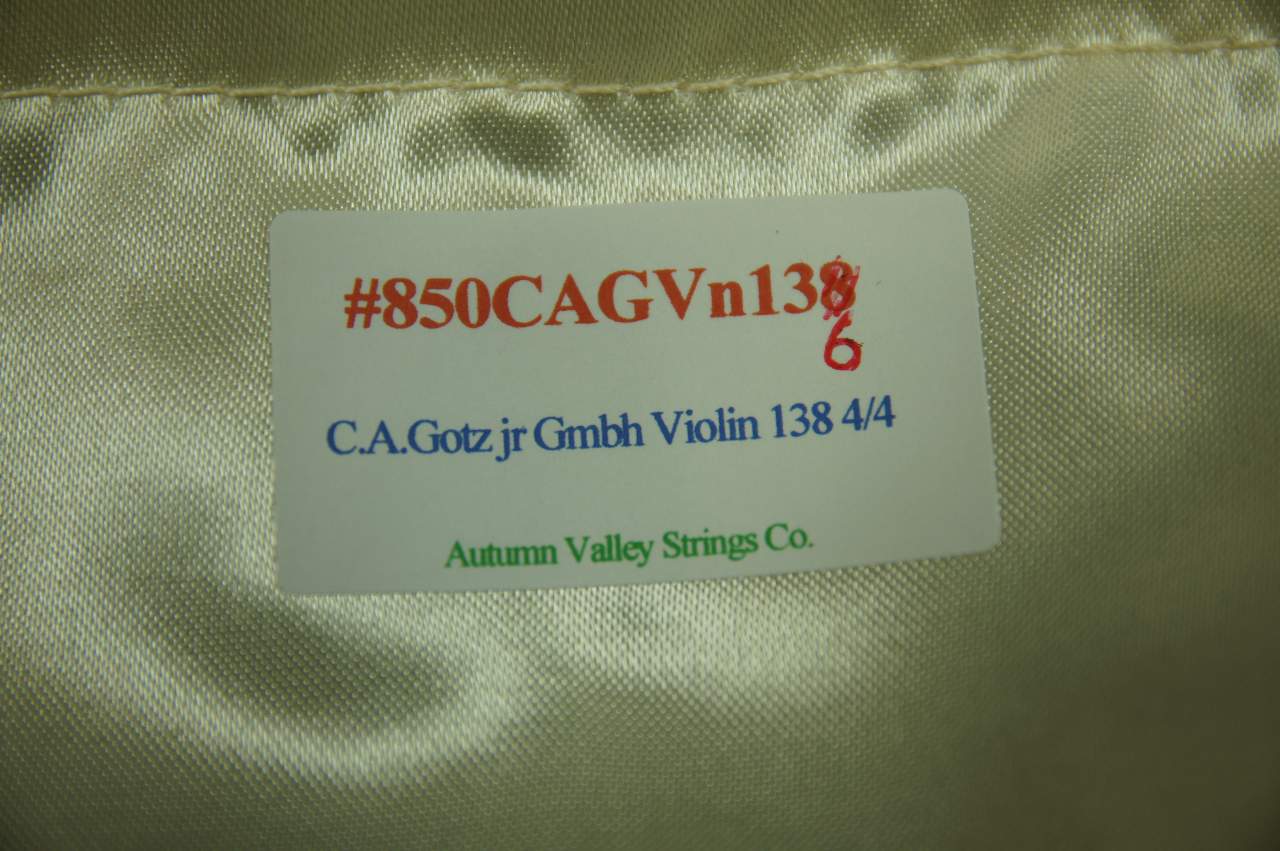 #850CAGVn138
6
C.A.Gotz jr Gmbh Violin 138 4/4
Autumn Valley Strings Co.